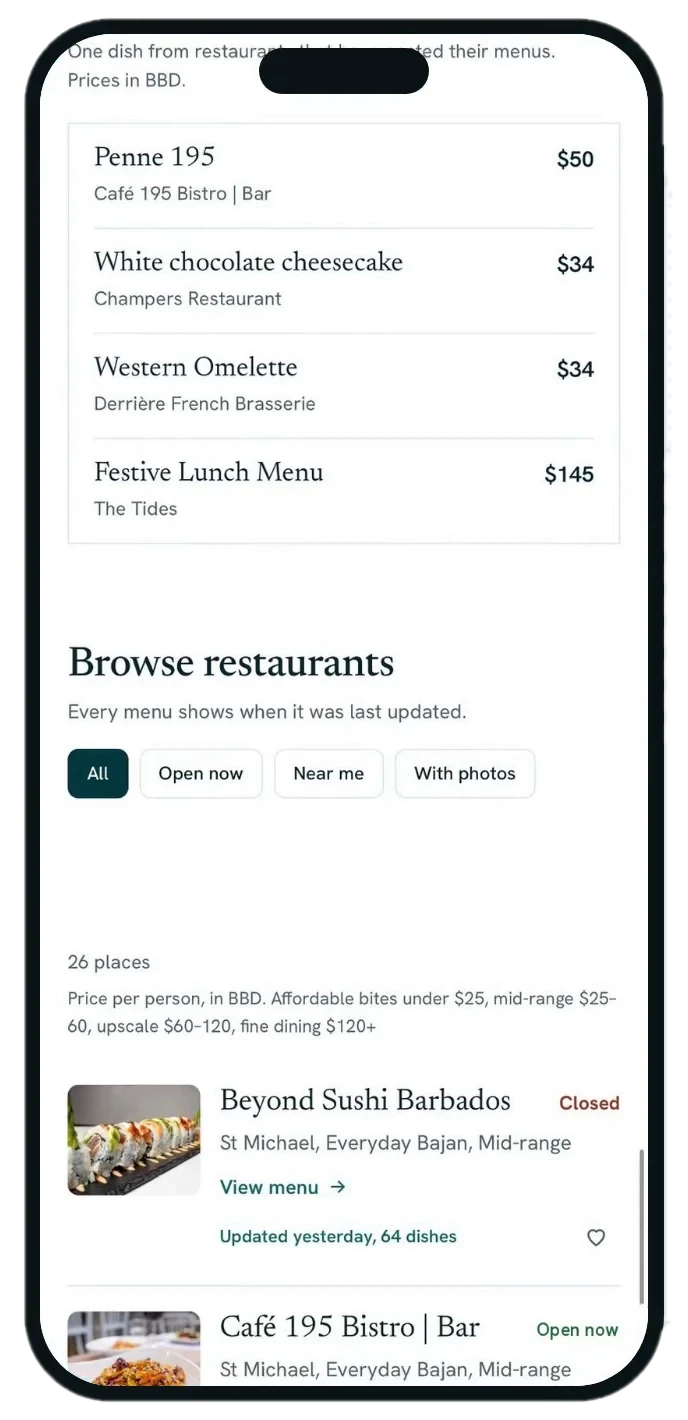 One dish from restaurants ted their menus.
Prices in BBD.
Penne 195
$50
Café 195 Bistro | Bar
White chocolate cheesecake
$34
Champers Restaurant
Western Omelette
$34
Derrière French Brasserie
Festive Lunch Menu
$145
The Tides
Browse restaurants
Every menu shows when it was last updated.
All
Open now
Near me
With photos
26 places
Price per person, in BBD. Affordable bites under $25, mid-range $25–
60, upscale $60–120, fine dining $120+
Beyond Sushi Barbados
Closed
St Michael, Everyday Bajan, Mid-range
View menu →
Updated yesterday, 64 dishes
Café 195 Bistro | Bar
Open now
St Michael, Everyday Bajan, Mid-range